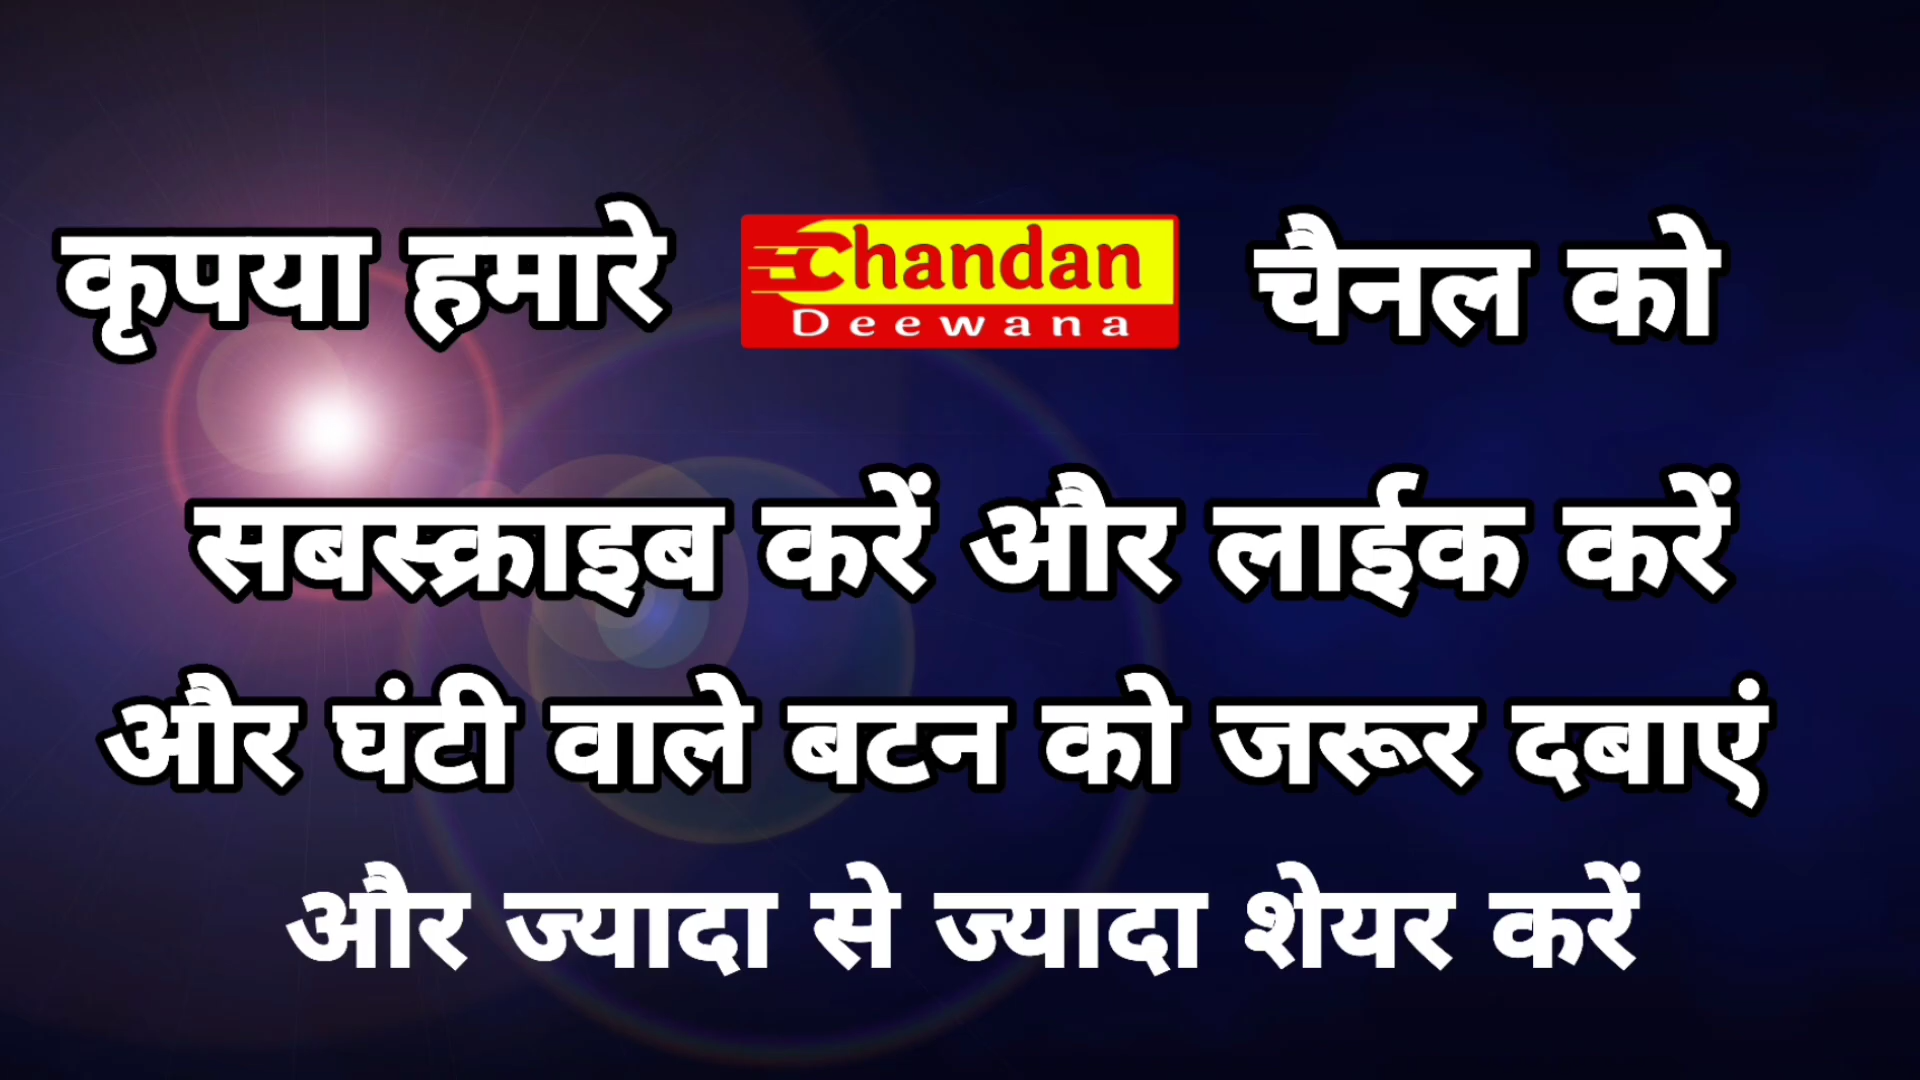 कृपया हमारे Chandan Deewana चैनल को
सबस्क्राइब करें और लाईक करें
और घंटी वाले बटन को जरूर दबाएं
और ज्यादा से ज्यादा शेयर करें